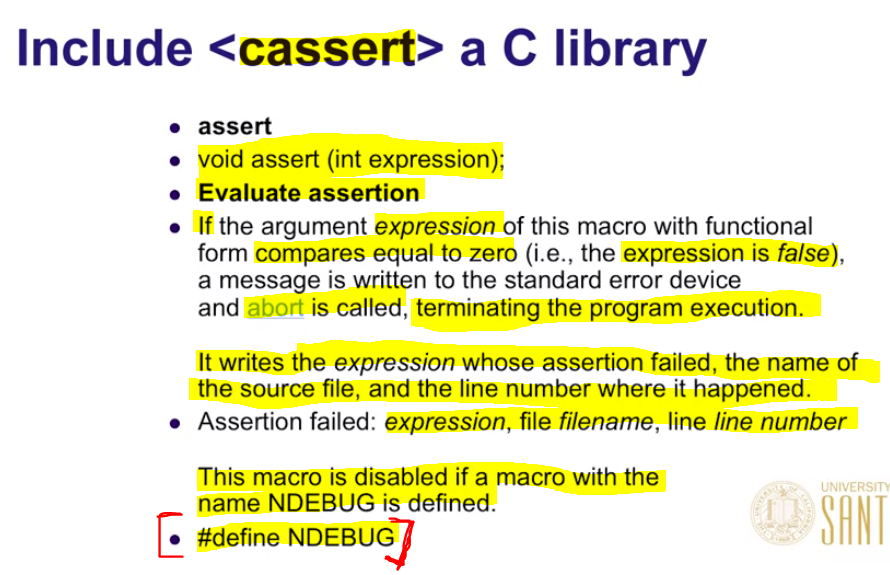 Include <cassert> a C library
• assert
• void assert (int expression);
• Evaluate assertion
• If the argument expression of this macro with functional
form compares equal to zero (i.e., the expression is false),
a message is written to the standard error device
and abort is called, terminating the program execution.
It writes the expression whose assertion failed, the name of
the source file, and the line number where it happened.
• Assertion failed: expression, file filename, line line number
This macro is disabled if a macro with the
name NDEBUG is defined.
• #define NDEBUG
UNIVERSITY
SANT